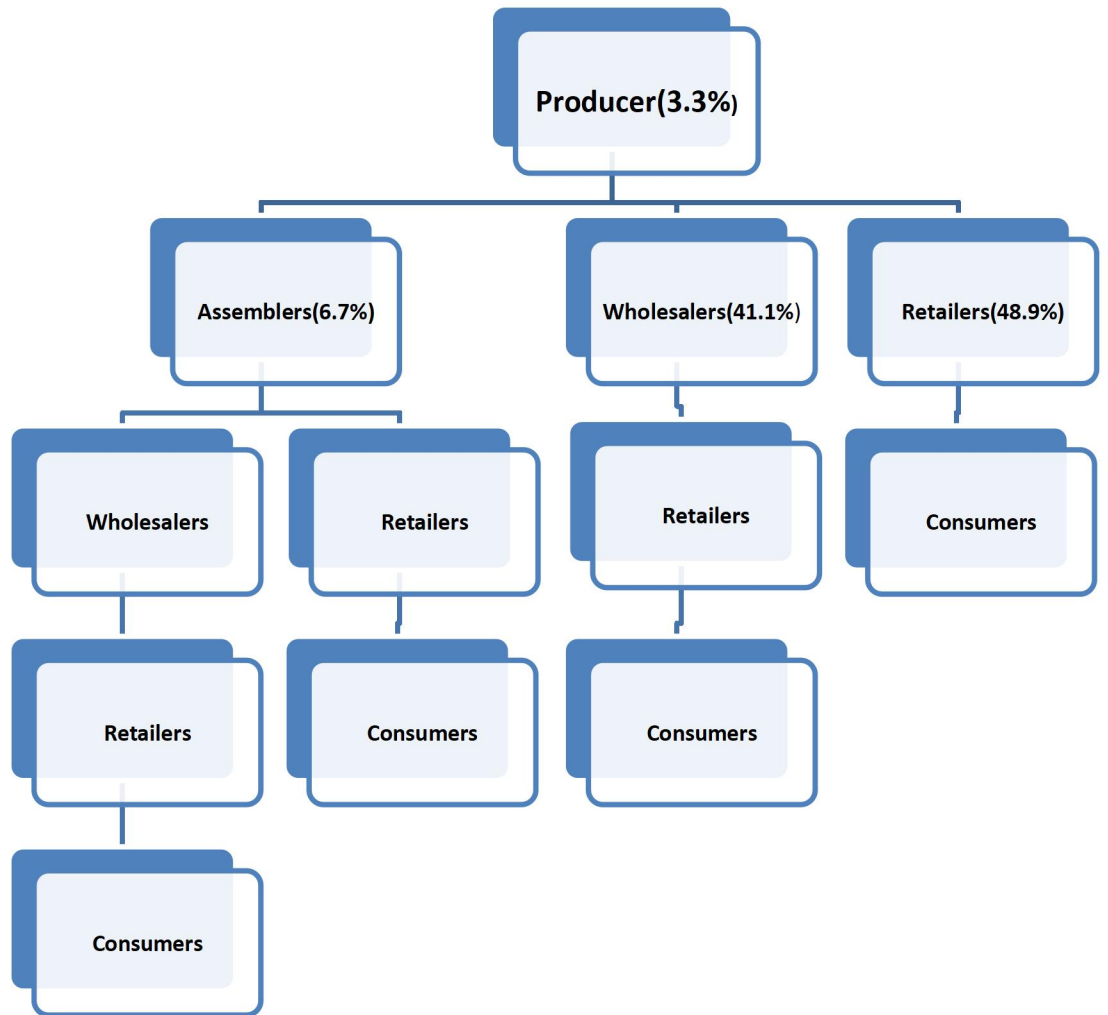 Producer(3.3%)
Assemblers(6.7%)
Wholesalers(41.1%)
Retailers(48.9%)
Wholesalers
Retailers
Retailers
Consumers
Retailers
Consumers
Consumers
Consumers